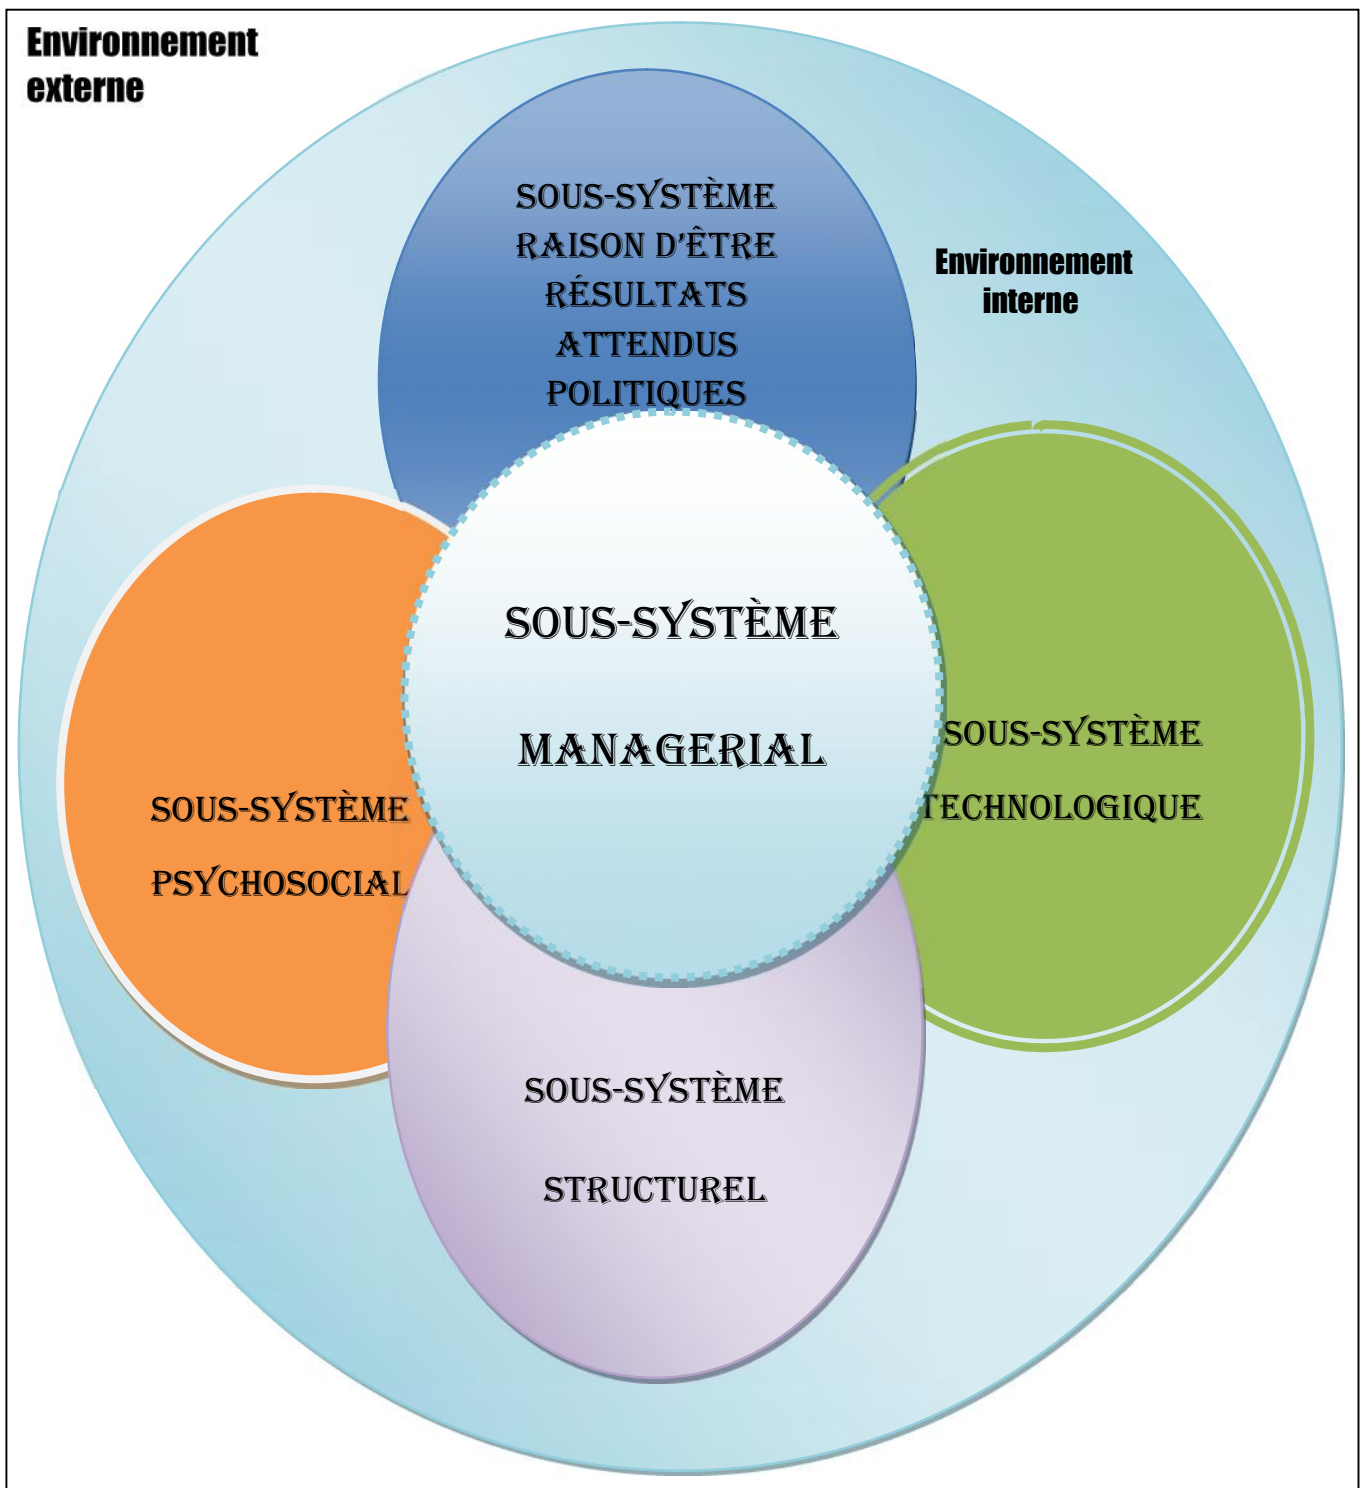 Environnement
externe
SOUS-SYSTÈME
RAISON D’ÊTRE
RÉSULTATS
ATTENDUS
POLITIQUES
Environnement
interne
SOUS-SYSTÈME
MANAGERIAL
SOUS-SYSTÈME
TECHNOLOGIQUE
SOUS-SYSTÈME
PSYCHOSOCIAL
SOUS-SYSTÈME
STRUCTUREL